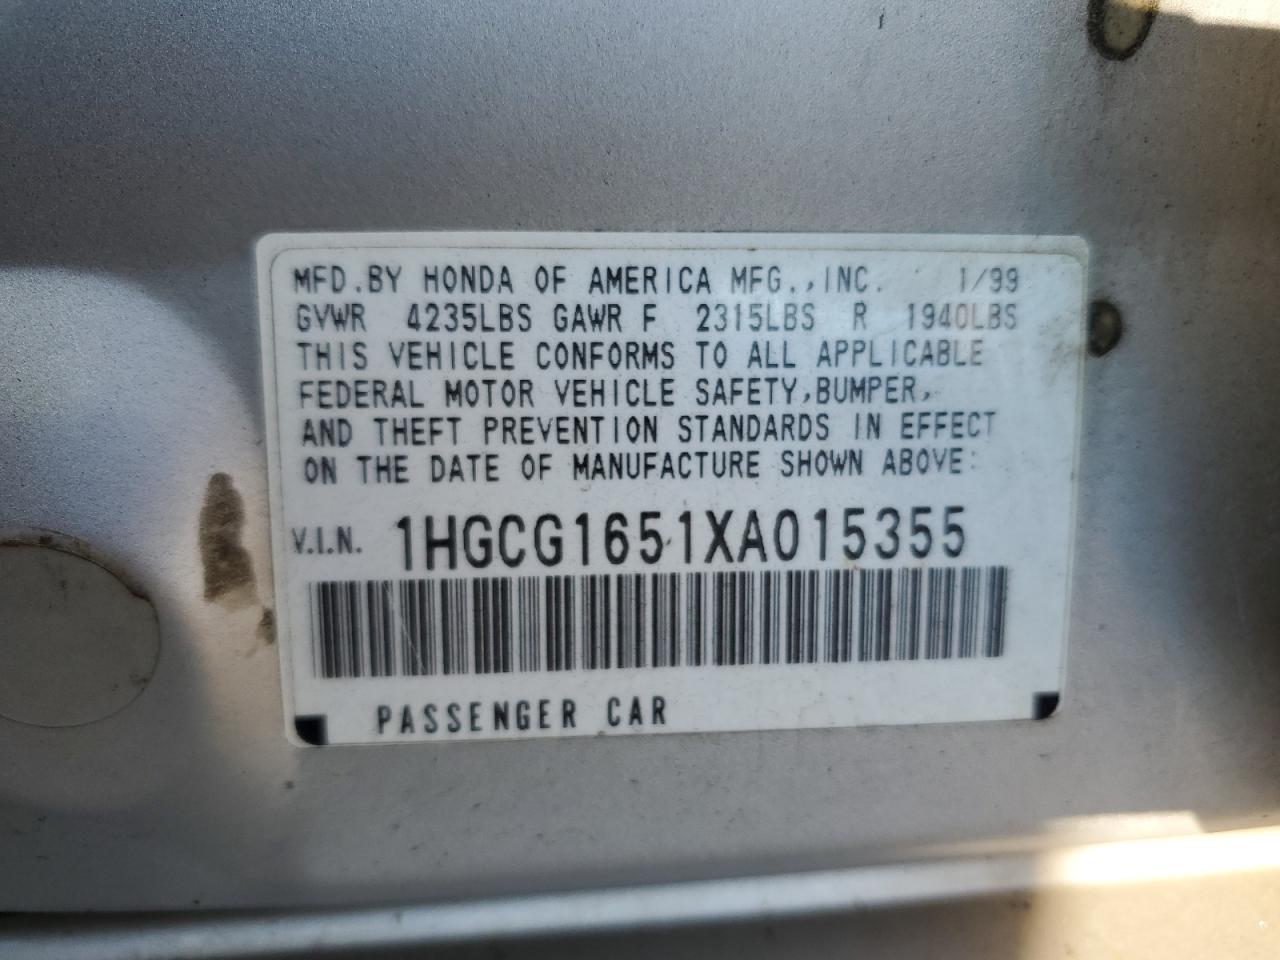 MFD.BY HONDA OF AMERICA MFG.,INC. 1/99
GVWR 4235LBS GAWR F 2315LBS R 1940LBS
THIS VEHICLE CONFORMS TO ALL APPLICABLE
FEDERAL MOTOR VEHICLE SAFETY,BUMPER,
AND THEFT PREVENTION STANDARDS IN EFFECT
ON THE DATE OF MANUFACTURE SHOWN ABOVE:
V.I.N. 1HGCG1651XA015355
PASSENGER CAR